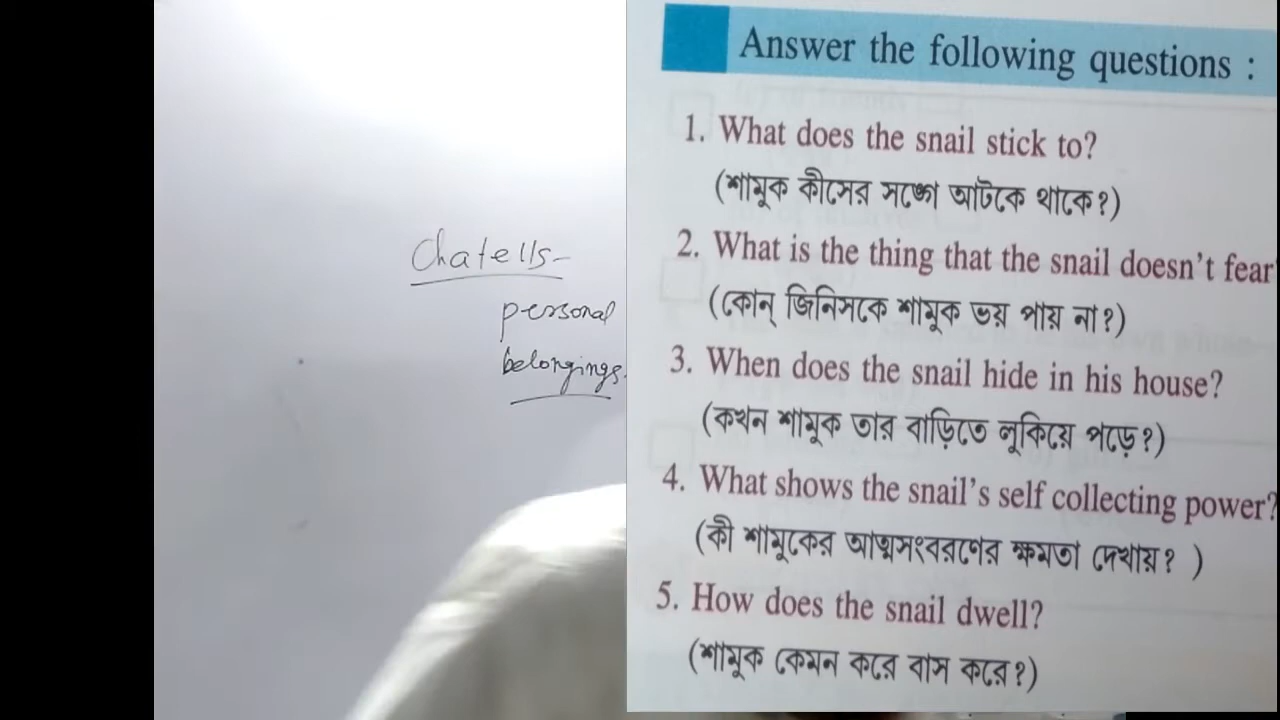 Chatells-
personal
belongings.
Answer the following questions :
1. What does the snail stick to?
(শামুক কীসের সঙ্গে আটকে থাকে?)
2. What is the thing that the snail doesn't fear
(কোন্ জিনিসকে শামুক ভয় পায় না?)
3. When does the snail hide in his house?
(কখন শামুক তার বাড়িতে লুকিয়ে পড়ে?)
4. What shows the snail's self collecting power?
(কী শামুকের আত্মসংবরণের ক্ষমতা দেখায়? )
5. How does the snail dwell?
(শামুক কেমন করে বাস করে?)